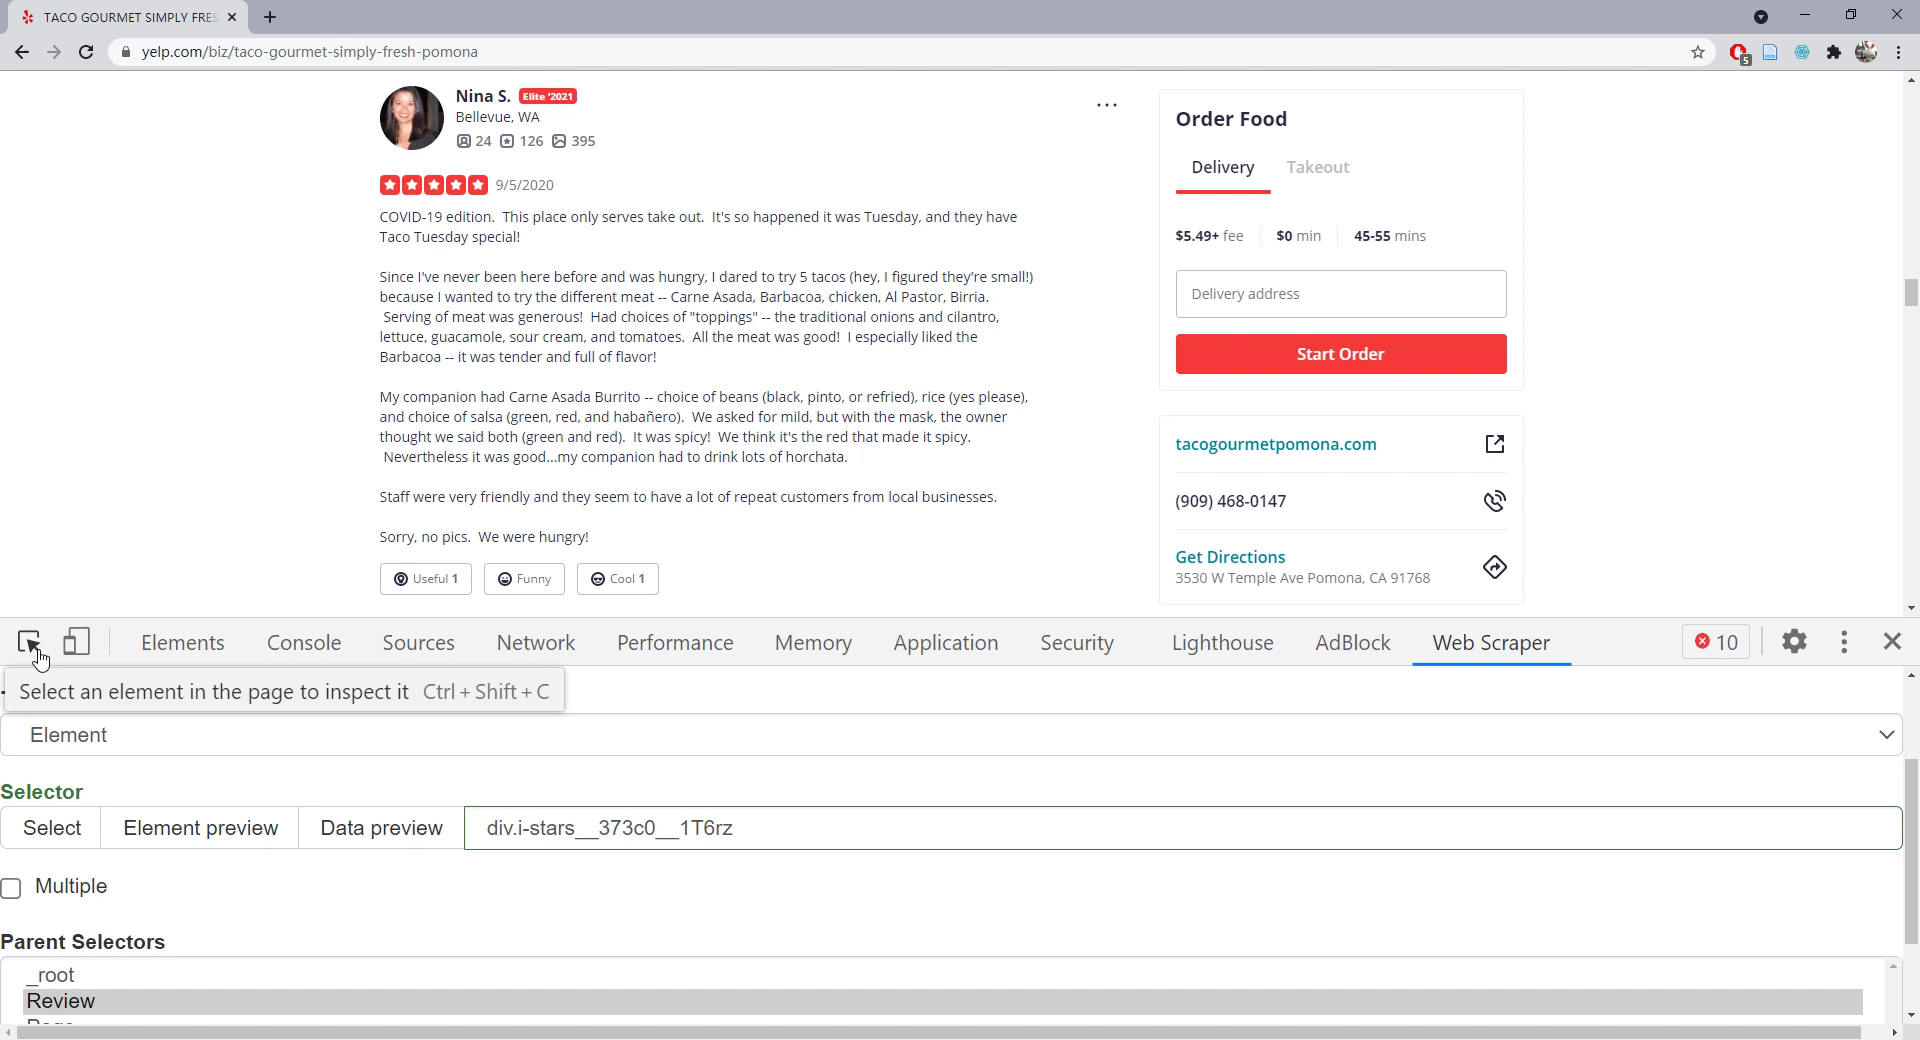 TACO GOURMET SIMPLY FRES
yelp.com/biz/taco-gourmet-simply-fresh-pomona
5
Nina S. Elite '2021
Bellevue, WA
24 126 395
9/5/2020
COVID-19 edition. This place only serves take out. It's so happened it was Tuesday, and they have
Taco Tuesday special!
Since I've never been here before and was hungry, I dared to try 5 tacos (hey, I figured they're small!)
because I wanted to try the different meat -- Carne Asada, Barbacoa, chicken, Al Pastor, Birria.
Serving of meat was generous! Had choices of "toppings" -- the traditional onions and cilantro,
lettuce, guacamole, sour cream, and tomatoes. All the meat was good! I especially liked the
Barbacoa -- it was tender and full of flavor!
My companion had Carne Asada Burrito -- choice of beans (black, pinto, or refried), rice (yes please),
and choice of salsa (green, red, and habañero). We asked for mild, but with the mask, the owner
thought we said both (green and red). It was spicy! We think it's the red that made it spicy.
Nevertheless it was good...my companion had to drink lots of horchata.
Staff were very friendly and they seem to have a lot of repeat customers from local businesses.
Sorry, no pics. We were hungry!
Useful 1 Funny Cool 1
Order Food
Delivery Takeout
$5.49+ fee $0 min 45-55 mins
Delivery address
Start Order
tacogourmetpomona.com
(909) 468-0147
Get Directions
3530 W Temple Ave Pomona, CA 91768
Elements Console Sources Network Performance Memory Application Security Lighthouse AdBlock Web Scraper 10
Select an element in the page to inspect it Ctrl + Shift + C
Element
Selector
Select Element preview Data preview div.i-stars__373c0__1T6rz
Multiple
Parent Selectors
_root
Review